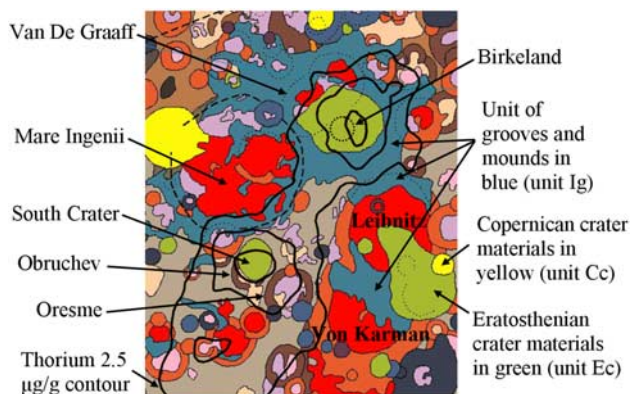 Van De Graaff
Mare Ingenii
South Crater
Obruchev
Oresme
Thorium 2.5
µg/g contour
Leibnitz
Von Karman
Birkeland
Unit of
grooves and
mounds in
blue (unit Ig)
Copernican crater
materials in
yellow (unit Cc)
Eratosthenian
crater materials
in green (unit Ec)